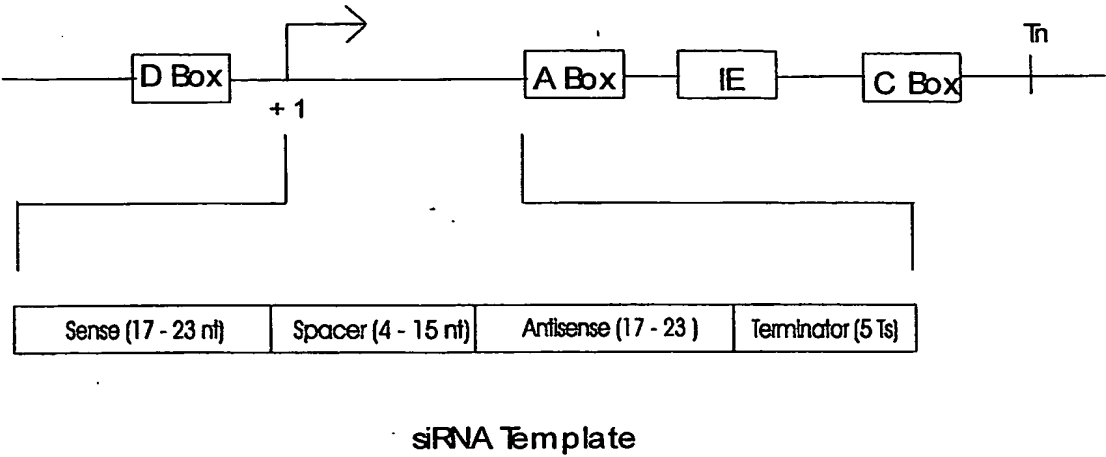 Tn
D Box
A Box
IE
C Box
+ 1
Sense (17 - 23 nt)
Spacer (4 - 15 nt)
Antisense (17 - 23 )
Terminator (5 Ts)
siRNA Template